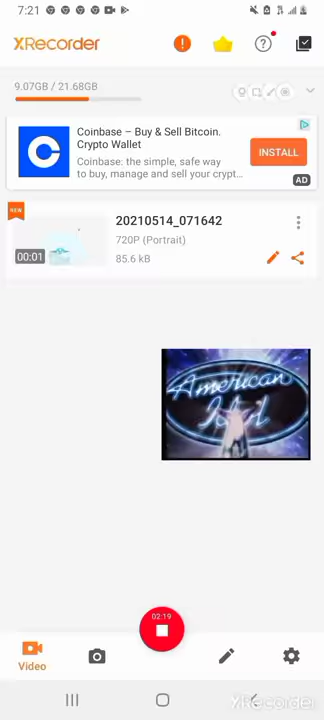 7:21
XRecorder
9.07GB / 21.68GB
Coinbase – Buy & Sell Bitcoin.
Crypto Wallet
Coinbase: the simple, safe way
to buy, manage and sell your crypt...
INSTALL
AD
NEW
20210514_071642
720P (Portrait)
00:01
85.6 kB
American
Idol
02:19
Video
XRECORDER